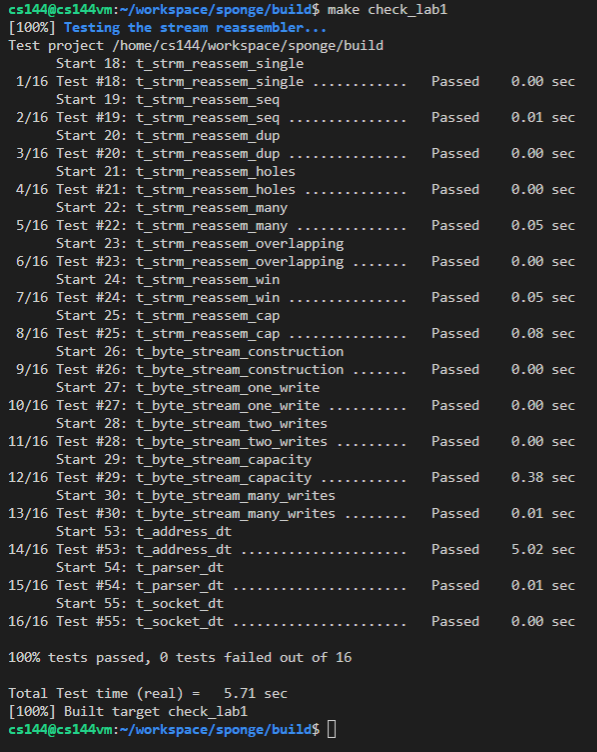 cs144@cs144vm:~/workspace/sponge/build$ make check_lab1
[100%] Testing the stream reassembler...
Test project /home/cs144/workspace/sponge/build
      Start 18: t_strm_reassem_single
 1/16 Test #18: t_strm_reassem_single ............   Passed    0.00 sec
      Start 19: t_strm_reassem_seq
 2/16 Test #19: t_strm_reassem_seq ...............   Passed    0.01 sec
      Start 20: t_strm_reassem_dup
 3/16 Test #20: t_strm_reassem_dup ...............   Passed    0.00 sec
      Start 21: t_strm_reassem_holes
 4/16 Test #21: t_strm_reassem_holes .............   Passed    0.00 sec
      Start 22: t_strm_reassem_many
 5/16 Test #22: t_strm_reassem_many ..............   Passed    0.05 sec
      Start 23: t_strm_reassem_overlapping
 6/16 Test #23: t_strm_reassem_overlapping .......   Passed    0.00 sec
      Start 24: t_strm_reassem_win
 7/16 Test #24: t_strm_reassem_win ...............   Passed    0.05 sec
      Start 25: t_strm_reassem_cap
 8/16 Test #25: t_strm_reassem_cap ...............   Passed    0.08 sec
      Start 26: t_byte_stream_construction
 9/16 Test #26: t_byte_stream_construction .......   Passed    0.00 sec
      Start 27: t_byte_stream_one_write
10/16 Test #27: t_byte_stream_one_write ..........   Passed    0.00 sec
      Start 28: t_byte_stream_two_writes
11/16 Test #28: t_byte_stream_two_writes .........   Passed    0.00 sec
      Start 29: t_byte_stream_capacity
12/16 Test #29: t_byte_stream_capacity ...........   Passed    0.38 sec
      Start 30: t_byte_stream_many_writes
13/16 Test #30: t_byte_stream_many_writes ........   Passed    0.01 sec
      Start 53: t_address_dt
14/16 Test #53: t_address_dt .....................   Passed    5.02 sec
      Start 54: t_parser_dt
15/16 Test #54: t_parser_dt ......................   Passed    0.01 sec
      Start 55: t_socket_dt
16/16 Test #55: t_socket_dt ......................   Passed    0.00 sec

100% tests passed, 0 tests failed out of 16

Total Test time (real) =   5.71 sec
[100%] Built target check_lab1
cs144@cs144vm:~/workspace/sponge/build$